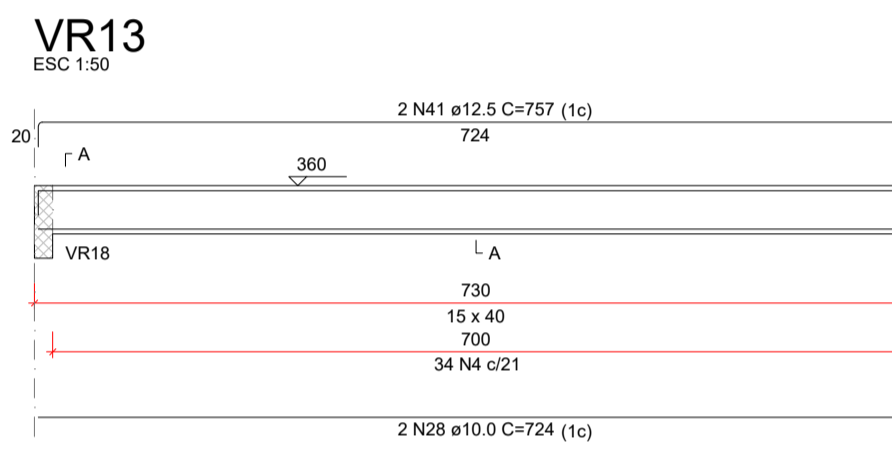 VR13
ESC 1:50
2 N41 ø12.5 C=757 (1c)
20
724
A
360
VR18
A
730
15 x 40
700
34 N4 c/21
2 N28 ø10.0 C=724 (1c)